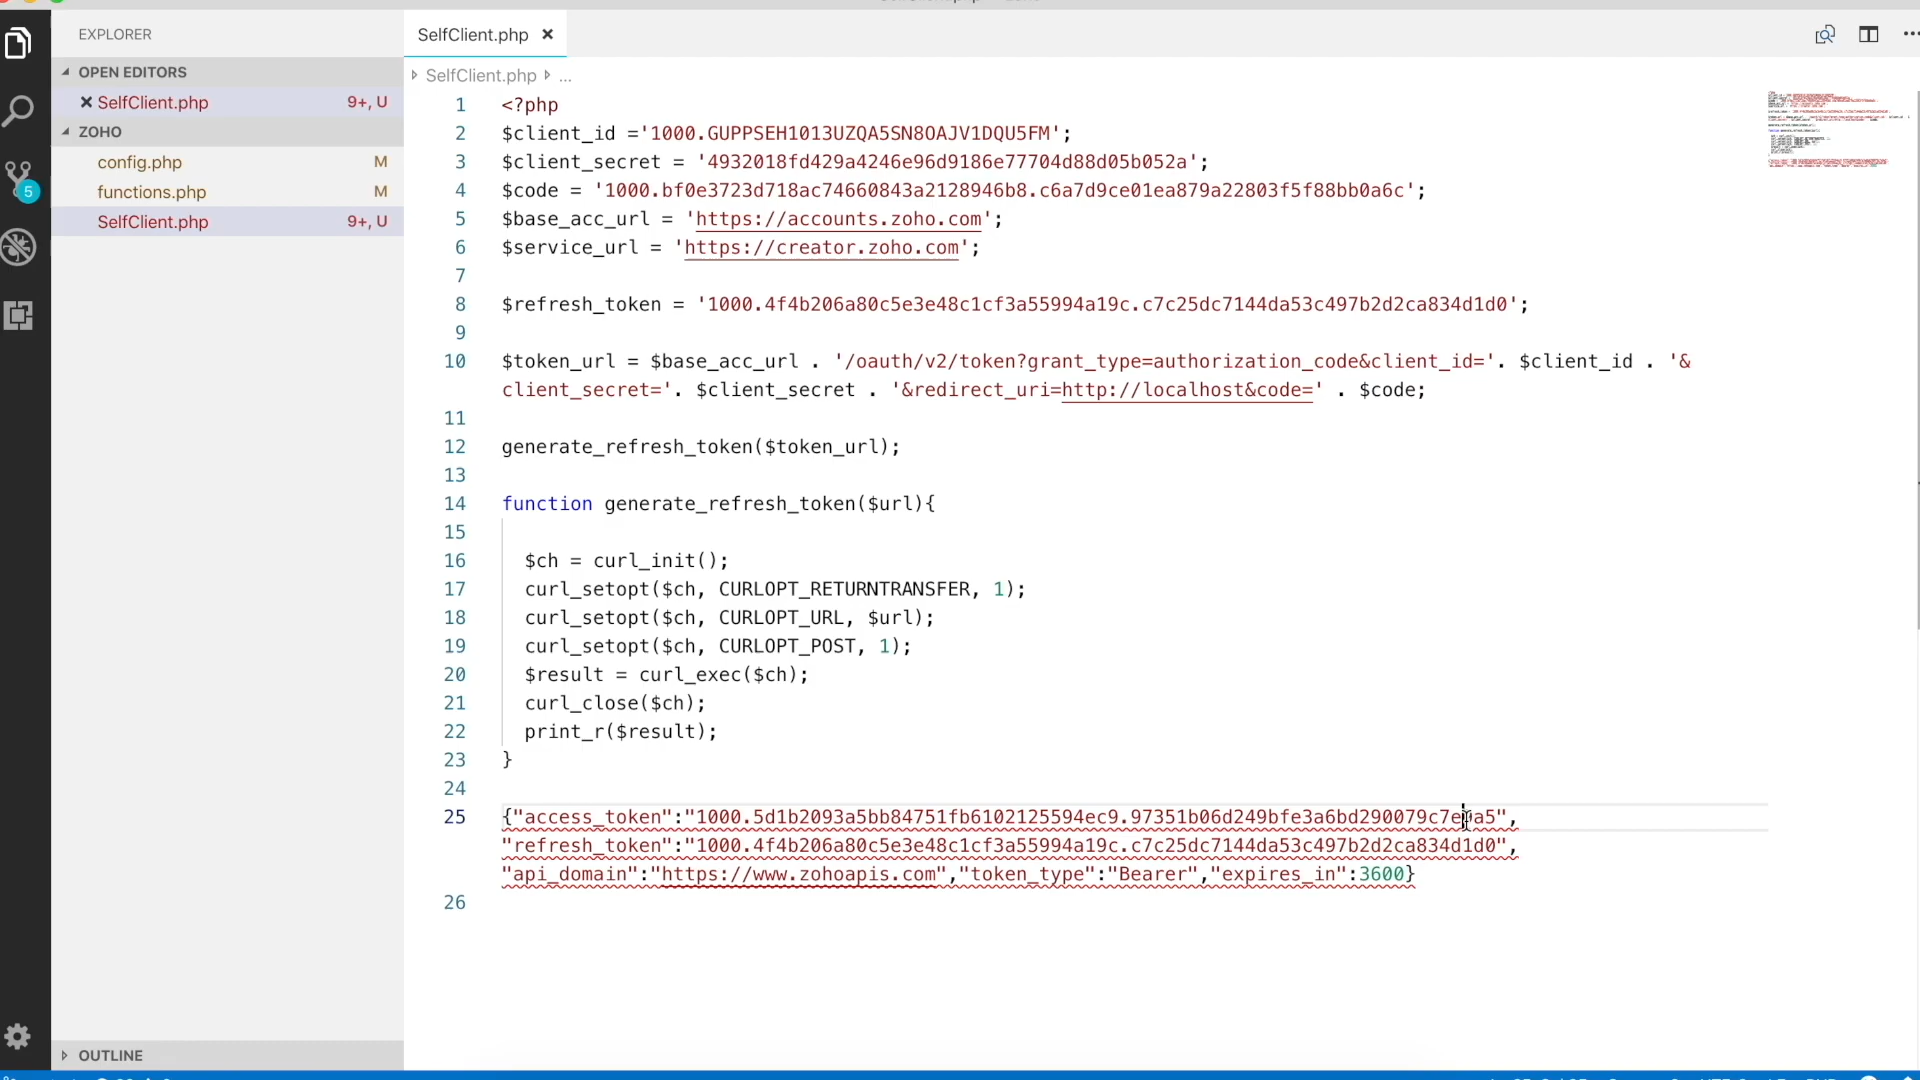 EXPLORER
OPEN EDITORS
SelfClient.php 9+, U
ZOHO
config.php M
functions.php M
SelfClient.php 9+, U
5
OUTLINE
SelfClient.php
SelfClient.php ...
1 <?php
2 $client_id ='1000.GUPPSEH1013UZQA5SN8OAJV1DQU5FM';
3 $client_secret = '4932018fd429a4246e96d9186e77704d88d05b052a';
4 $code = '1000.bf0e3723d718ac74660843a2128946b8.c6a7d9ce01ea879a22803f5f88bb0a6c';
5 $base_acc_url = 'https://accounts.zoho.com';
6 $service_url = 'https://creator.zoho.com';
7
8 $refresh_token = '1000.4f4b206a80c5e3e48c1cf3a55994a19c.c7c25dc7144da53c497b2d2ca834d1d0';
9
10 $token_url = $base_acc_url . '/oauth/v2/token?grant_type=authorization_code&client_id='. $client_id . '&
client_secret='. $client_secret . '&redirect_uri=http://localhost&code=' . $code;
11
12 generate_refresh_token($token_url);
13
14 function generate_refresh_token($url){
15
16 $ch = curl_init();
17 curl_setopt($ch, CURLOPT_RETURNTRANSFER, 1);
18 curl_setopt($ch, CURLOPT_URL, $url);
19 curl_setopt($ch, CURLOPT_POST, 1);
20 $result = curl_exec($ch);
21 curl_close($ch);
22 print_r($result);
23 }
24
25 {"access_token":
"refresh_token":"1000.4f4b206a80c5e3e48c1cf3a55994a19c.c7c25dc7144da53c497b2d2ca834d1d0",
"api_domain":"https://www.zohoapis.com","token_type":"Bearer","expires_in":3600}
26